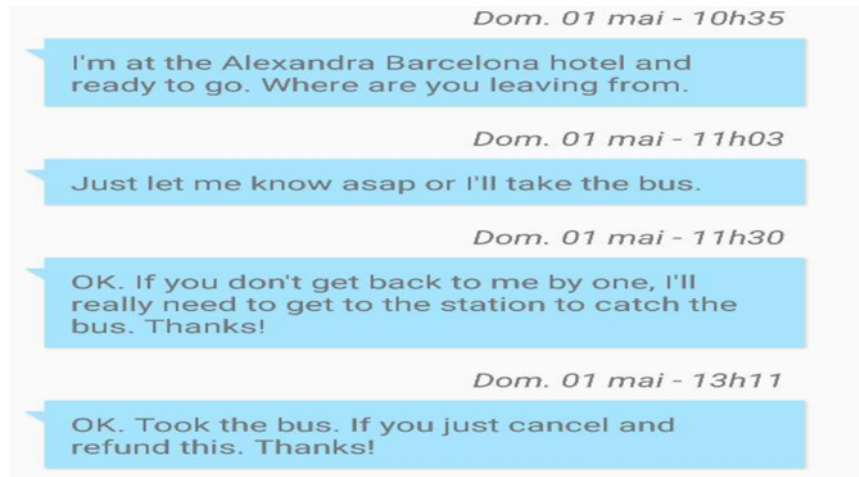 Dom. 01 mai - 10h35
I'm at the Alexandra Barcelona hotel and
ready to go. Where are you leaving from.
Dom. 01 mai - 11h03
Just let me know asap or I'll take the bus.
Dom. 01 mai - 11h30
OK. If you don't get back to me by one, I'll
really need to get to the station to catch the
bus. Thanks!
Dom. 01 mai - 13h11
OK. Took the bus. If you just cancel and
refund this. Thanks!